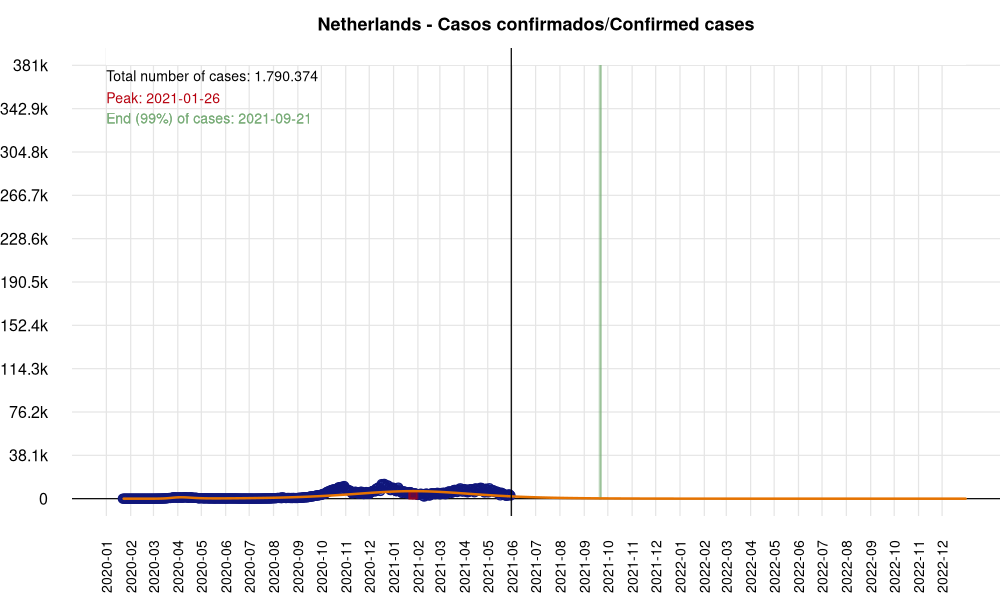 Netherlands - Casos confirmados/Confirmed cases
Total number of cases: 1.790.374
Peak: 2021-01-26
End (99%) of cases: 2021-09-21
381k
342.9k
304.8k
266.7k
228.6k
190.5k
152.4k
114.3k
76.2k
38.1k
0
2020-01
2020-02
2020-03
2020-04
2020-05
2020-06
2020-07
2020-08
2020-09
2020-10
2020-11
2020-12
2021-01
2021-02
2021-03
2021-04
2021-05
2021-06
2021-07
2021-08
2021-09
2021-10
2021-11
2021-12
2022-01
2022-02
2022-03
2022-04
2022-05
2022-06
2022-07
2022-08
2022-09
2022-10
2022-11
2022-12